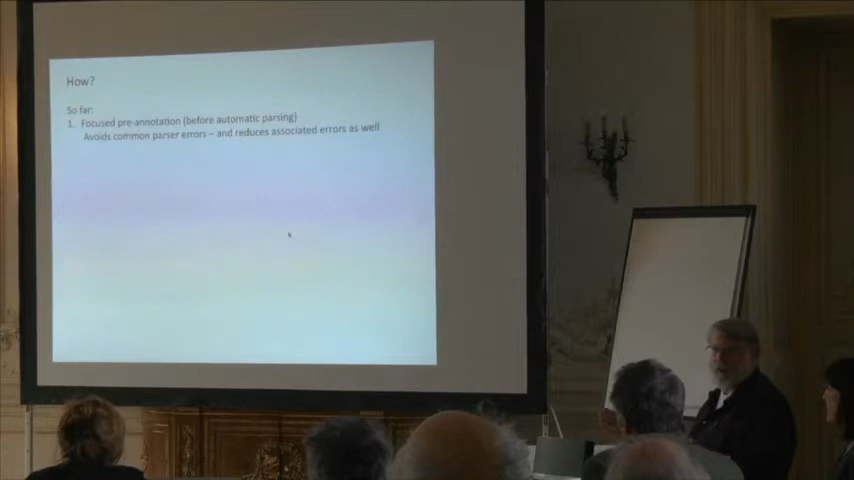 How?
So far:
1. Focused pre-annotation (before automatic parsing)
Avoids common parser errors – and reduces associated errors as well